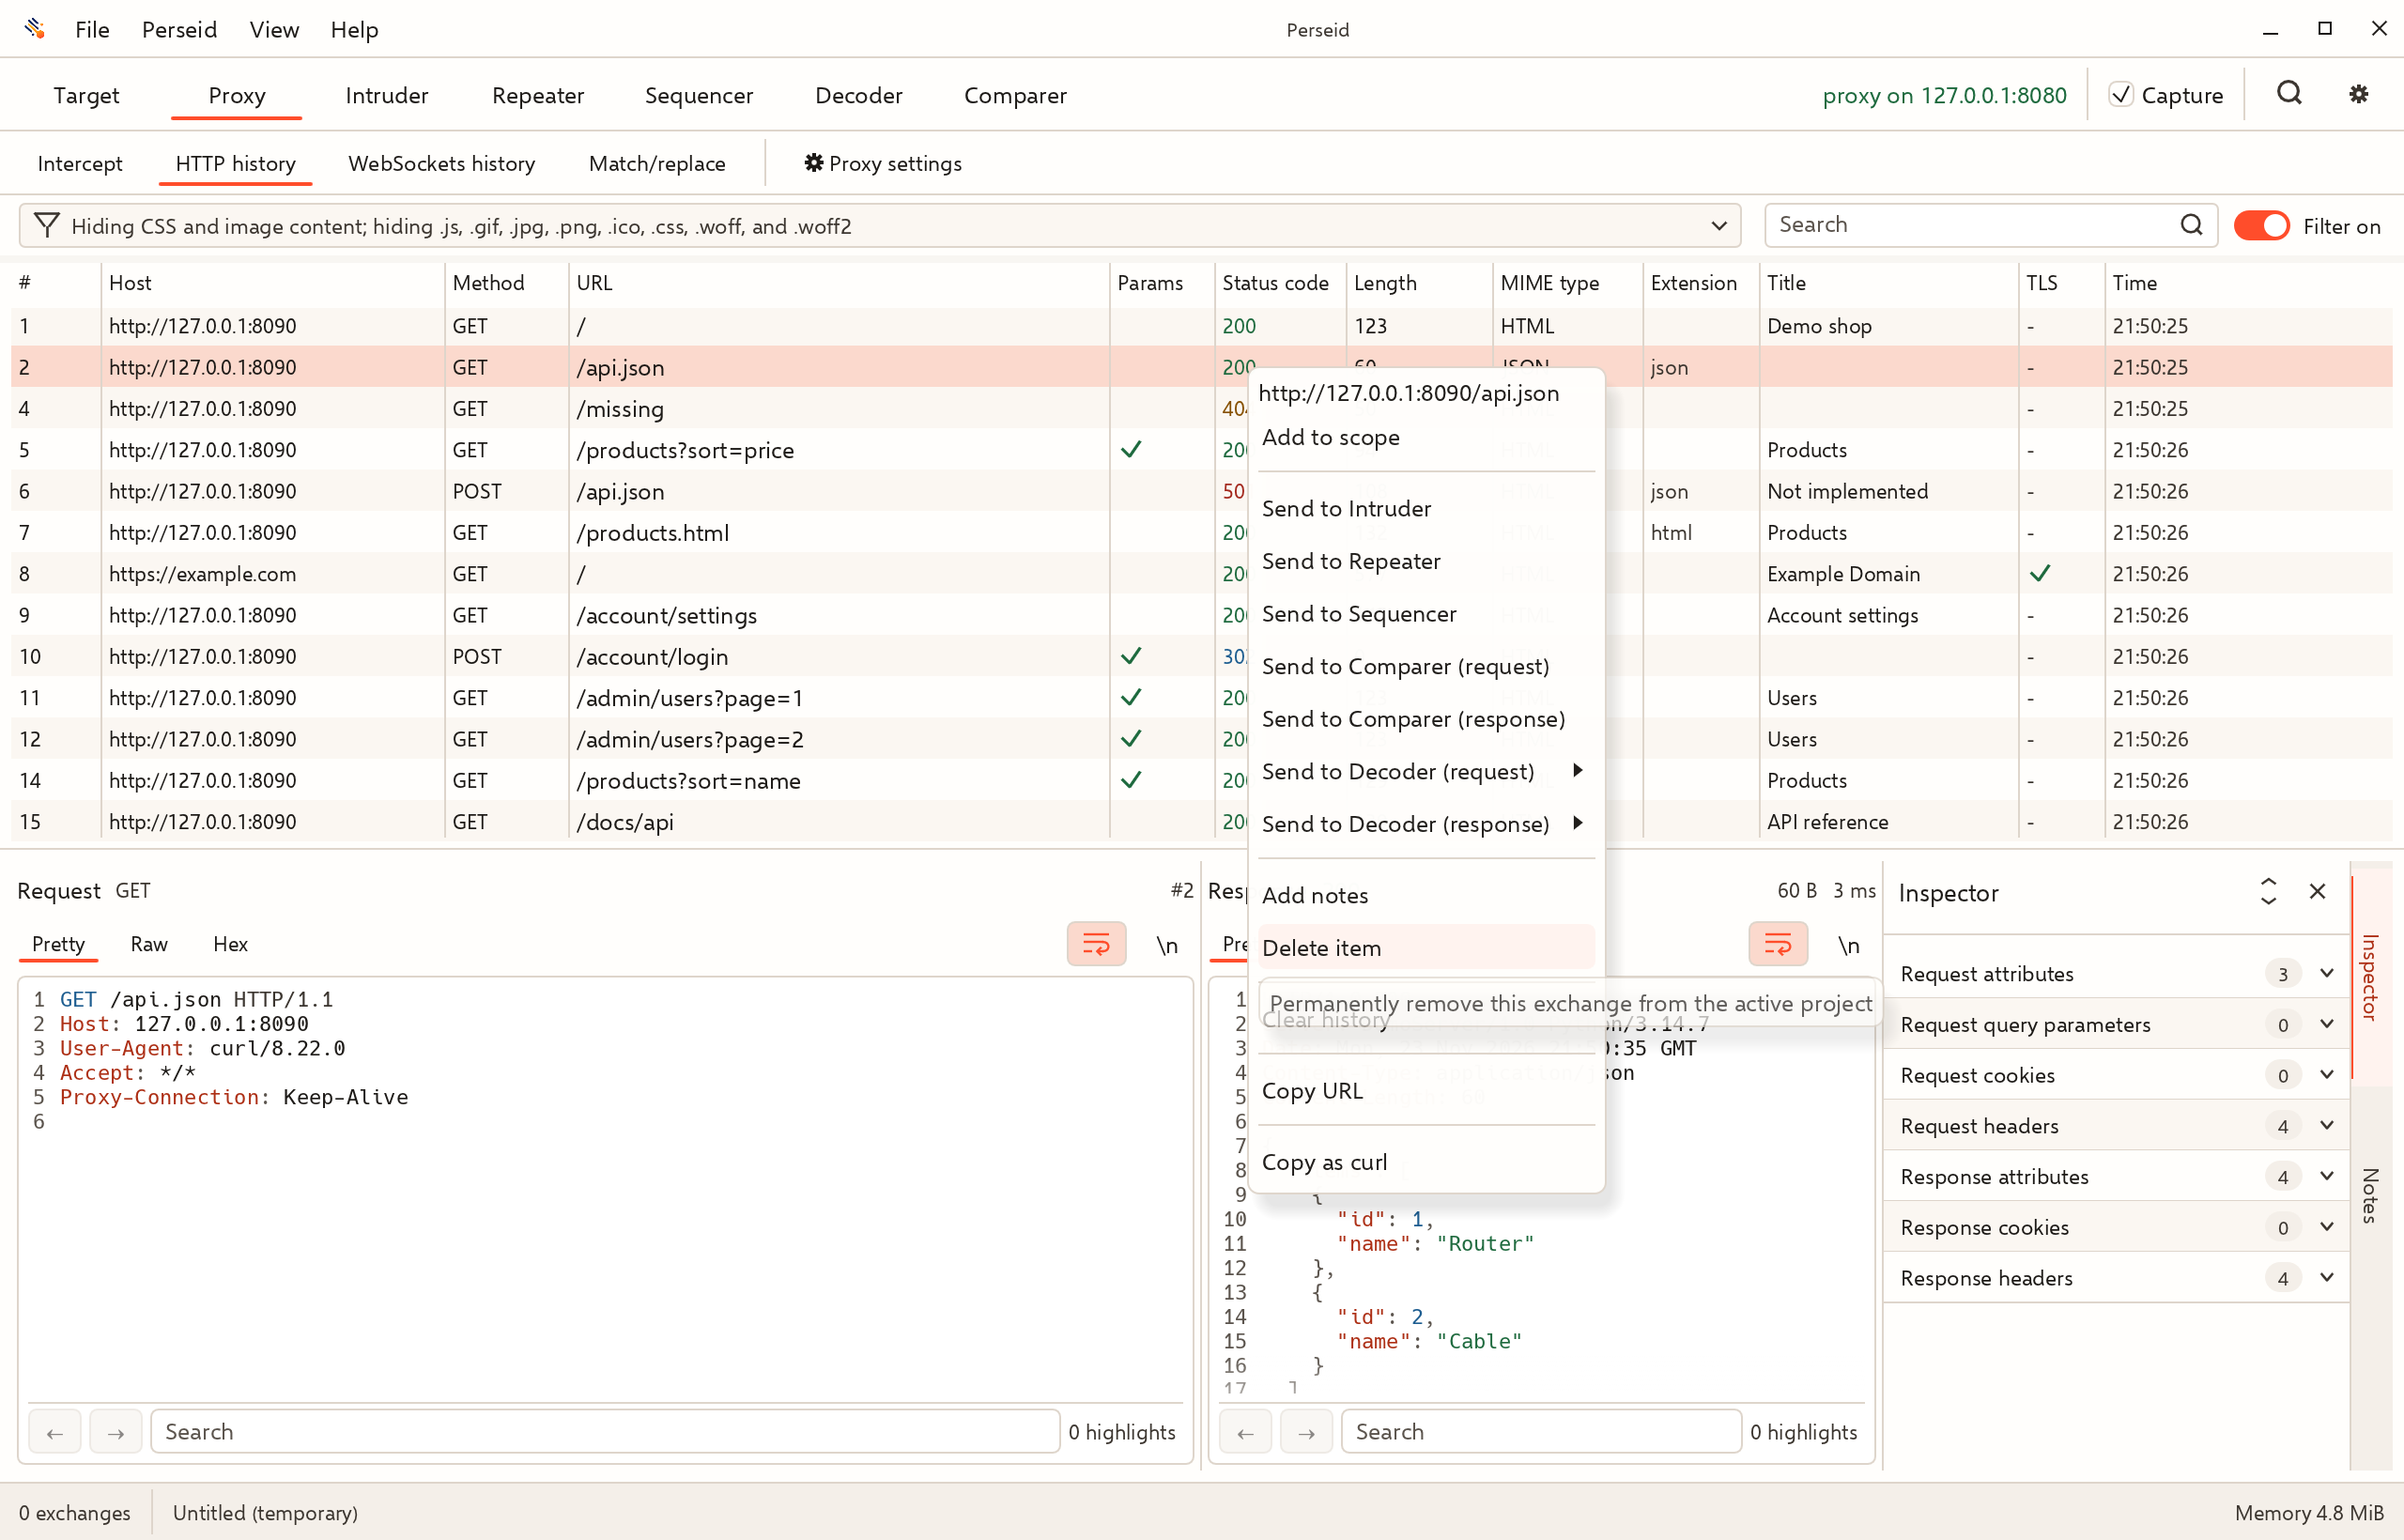 File Perseid View Help Perseid
Target Proxy Intruder Repeater Sequencer Decoder Comparer proxy on 127.0.0.1:8080 Capture
Intercept HTTP history WebSockets history Match/replace Proxy settings
Hiding CSS and image content; hiding .js, .gif, .jpg, .png, .ico, .css, .woff, and .woff2 Search Filter on
# Host Method URL Params Status code Length MIME type Extension Title TLS Time
1 http://127.0.0.1:8090 GET / 200 123 HTML Demo shop - 21:50:25
2 http://127.0.0.1:8090 GET /api.json 200 60 JSON json - 21:50:25
4 http://127.0.0.1:8090 GET /missing - 21:50:25
5 http://127.0.0.1:8090 GET /products?sort=price Products - 21:50:26
6 http://127.0.0.1:8090 POST /api.json json Not implemented - 21:50:26
7 http://127.0.0.1:8090 GET /products.html html Products - 21:50:26
8 https://example.com GET / Example Domain 21:50:26
9 http://127.0.0.1:8090 GET /account/settings Account settings - 21:50:26
10 http://127.0.0.1:8090 POST /account/login - 21:50:26
11 http://127.0.0.1:8090 GET /admin/users?page=1 Users - 21:50:26
12 http://127.0.0.1:8090 GET /admin/users?page=2 Users - 21:50:26
14 http://127.0.0.1:8090 GET /products?sort=name Products - 21:50:26
15 http://127.0.0.1:8090 GET /docs/api API reference - 21:50:26
http://127.0.0.1:8090/api.json
Add to scope
Send to Intruder
Send to Repeater
Send to Sequencer
Send to Comparer (request)
Send to Comparer (response)
Send to Decoder (request)
Send to Decoder (response)
Add notes
Delete item
Permanently remove this exchange from the active project
Clear history
Copy URL
Copy as curl
Request GET #2
Pretty Raw Hex \n
1 GET /api.json HTTP/1.1
2 Host: 127.0.0.1:8090
3 User-Agent: curl/8.22.0
4 Accept: */*
5 Proxy-Connection: Keep-Alive
6
Search 0 highlights
60 B 3 ms
\n
1
2 /3.14.7
3 :35 GMT
4
5
6
7
8
9 {
10 "id": 1,
11 "name": "Router"
12 },
13 {
14 "id": 2,
15 "name": "Cable"
16 }
17 ]
Search 0 highlights
Inspector
Request attributes 3
Request query parameters 0
Request cookies 0
Request headers 4
Response attributes 4
Response cookies 0
Response headers 4
Inspector
Notes
0 exchanges Untitled (temporary) Memory 4.8 MiB